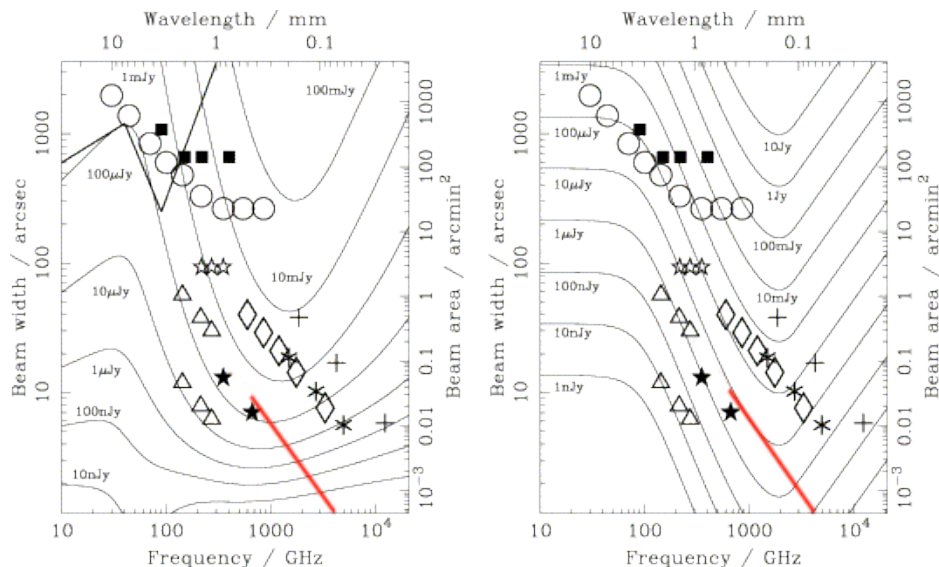 Wavelength / mm
10 1 0.1
1mJy
100mJy
100μJy
10mJy
10μJy
1μJy
100nJy
10nJy
1000
100
10
Beam width / arcsec
1000
100
10
1
0.1
0.01
10⁻³
Beam area / arcmin²
10 100 1000 10⁴
Frequency / GHz
Wavelength / mm
10 1 0.1
1mJy
100μJy
10Jy
10μJy
1Jy
1μJy
100mJy
100nJy
10mJy
10nJy
1nJy
1000
100
10
Beam width / arcsec
1000
100
10
1
0.1
0.01
10⁻³
Beam area / arcmin²
10 100 1000 10⁴
Frequency / GHz